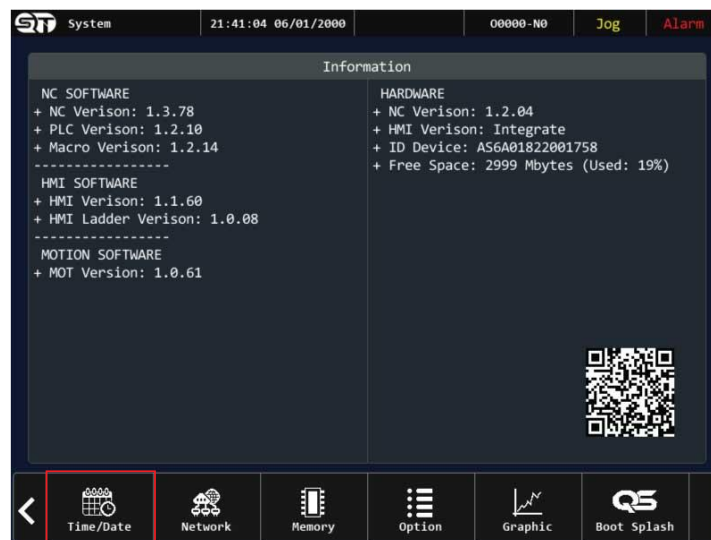 ST System 21:41:04 06/01/2000 O0000-N0 Jog Alarm
Information
NC SOFTWARE
+ NC Verison: 1.3.78
+ PLC Verison: 1.2.10
+ Macro Verison: 1.2.14
-----------------
HMI SOFTWARE
+ HMI Verison: 1.1.60
+ HMI Ladder Verison: 1.0.08
-----------------
MOTION SOFTWARE
+ MOT Version: 1.0.61
HARDWARE
+ NC Verison: 1.2.04
+ HMI Verison: Integrate
+ ID Device: AS6A01822001758
+ Free Space: 2999 Mbytes (Used: 19%)
Time/Date Network Memory Option Graphic Boot Splash